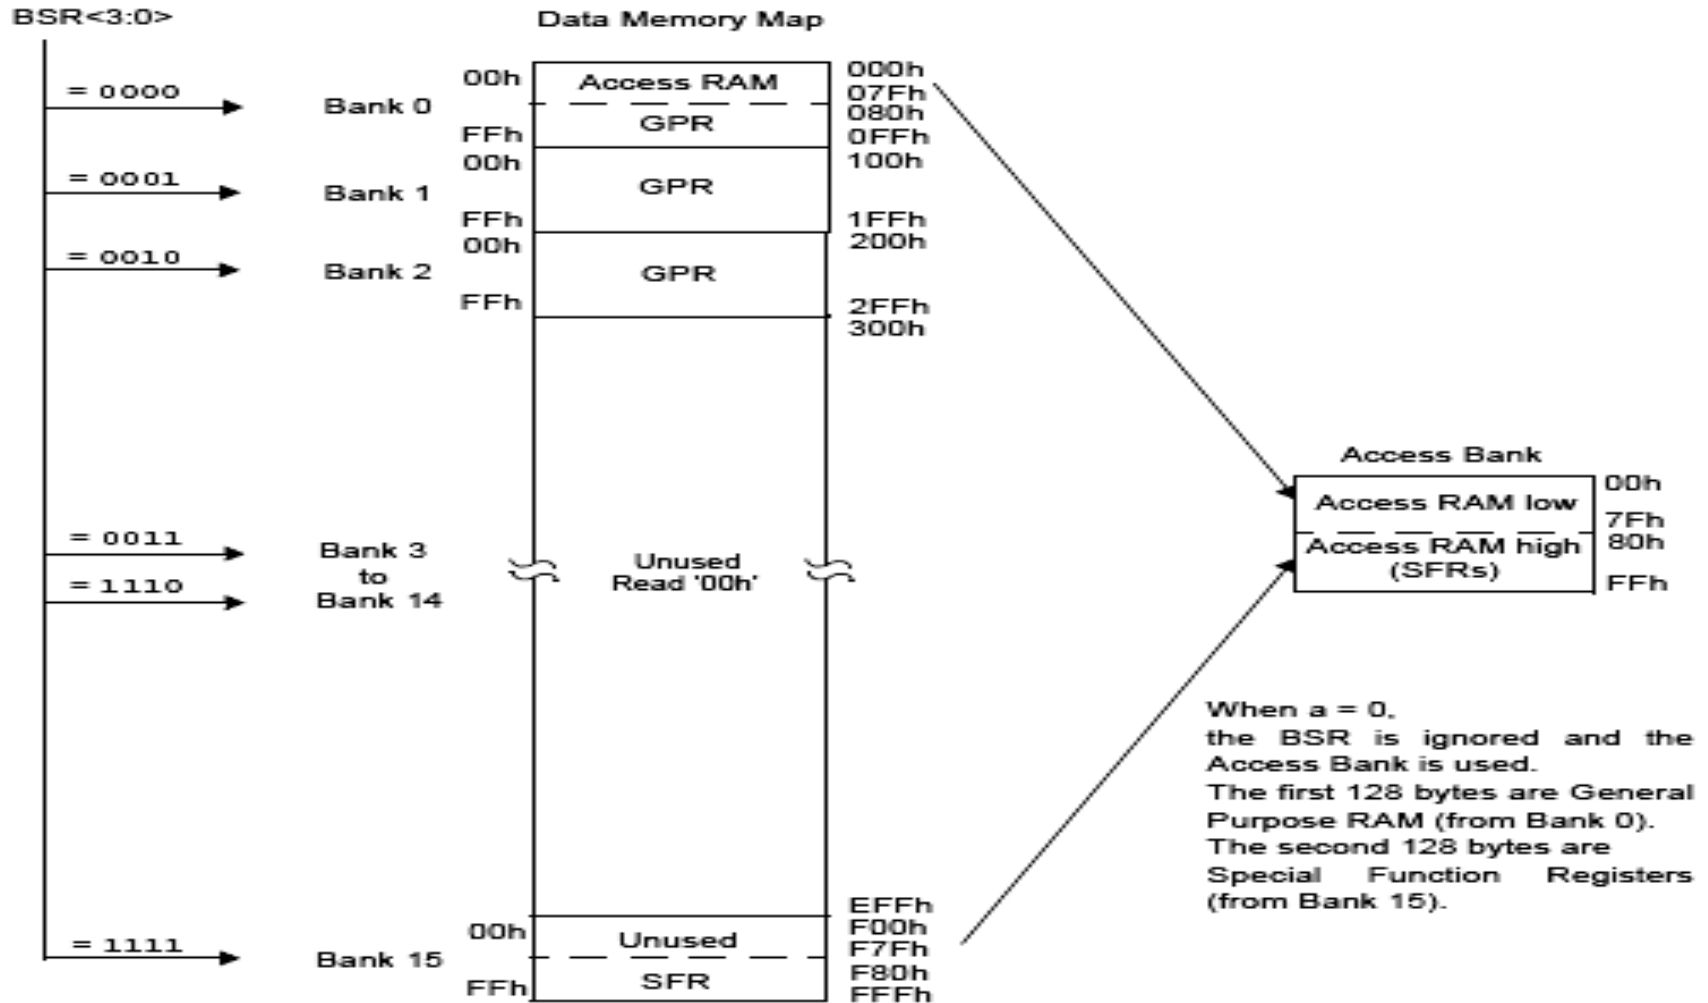 BSR<3:0>
Data Memory Map
= 0000
Bank 0
00h
Access RAM
000h
07Fh
GPR
080h
FFh
0FFh
= 0001
Bank 1
00h
GPR
100h
FFh
1FFh
= 0010
Bank 2
00h
GPR
200h
FFh
2FFh
300h
= 0011
Bank 3
to
= 1110
Bank 14
Unused
Read '00h'
= 1111
Bank 15
EFFh
00h
Unused
F00h
F7Fh
SFR
F80h
FFh
FFFh
Access Bank
Access RAM low
00h
7Fh
Access RAM high
80h
(SFRs)
FFh
When a = 0,
the BSR is ignored and the
Access Bank is used.
The first 128 bytes are General
Purpose RAM (from Bank 0).
The second 128 bytes are
Special Function Registers
(from Bank 15).